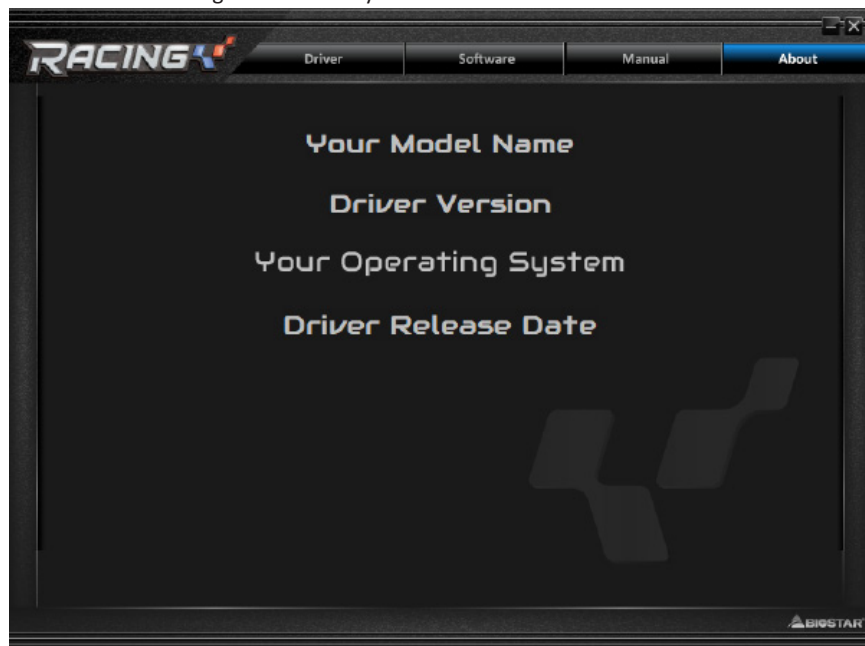 RACING
Driver Software Manual About
Your Model Name
Driver Version
Your Operating System
Driver Release Date
BIOSTAR